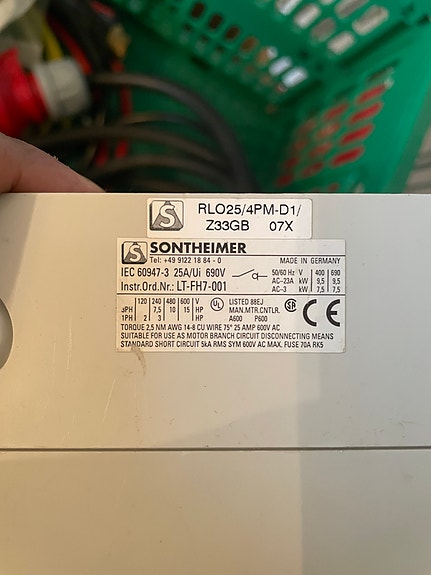 S RLO25/4PM-D1/
Z33GB 07X
S SONTHEIMER
Tel: +49 9122 18 84 - 0 MADE IN GERMANY
IEC 60947-3 25A/Ui 690V 50/60 Hz V 400 690
AC-23A kW 9,5 9,5
Instr.Ord.Nr.: LT-FH7-001 AC-3 kW 7,5 7,5
120 240 480 600 V UL LISTED 88EJ SA CE
3PH 2 7,5 10 15 HP MAN.MTR.CNTLR.
1PH 2 3 HP A600 P600
TORQUE 2,5 NM AWG 14-8 CU WIRE 75° 25 AMP 600V AC
SUITABLE FOR USE AS MOTOR BRANCH CIRCUIT DISCONNECTING MEANS
STANDARD SHORT CIRCUIT 5kA RMS SYM 600V AC MAX. FUSE 70A RK5